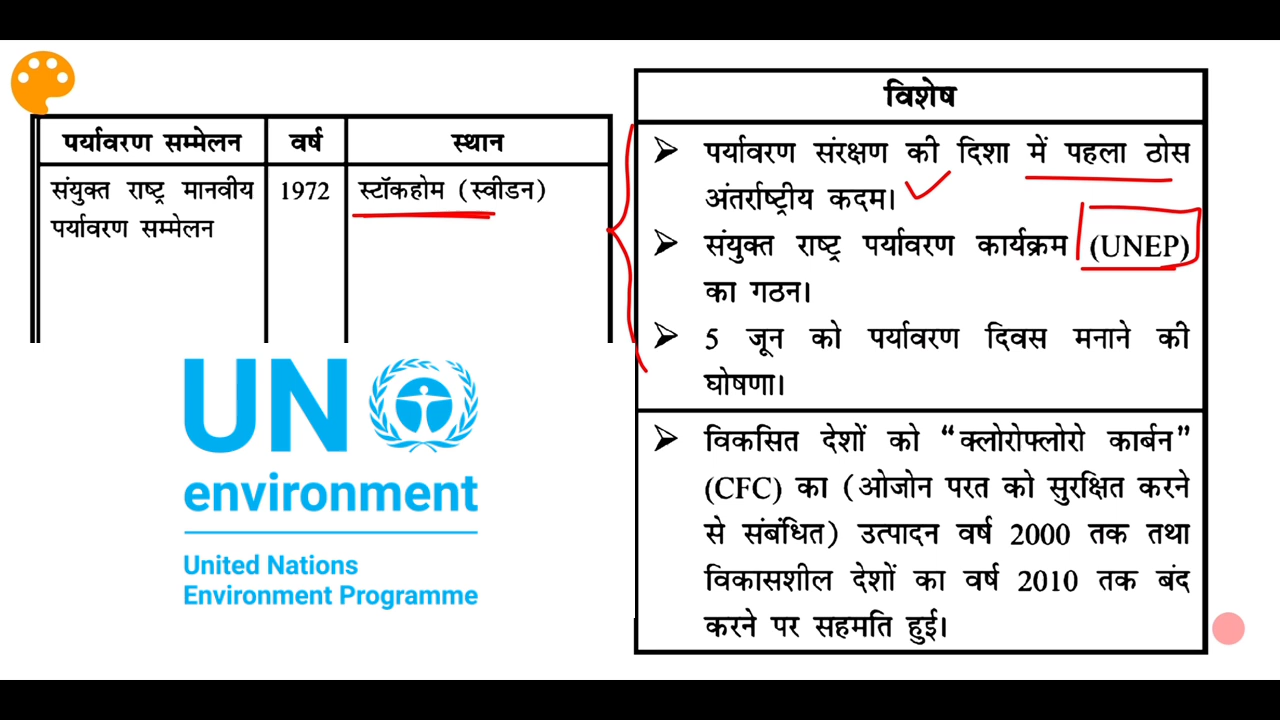 पर्यावरण सम्मेलन
वर्ष
स्थान
संयुक्त राष्ट्र मानवीय
पर्यावरण सम्मेलन
1972
स्टॉकहोम (स्वीडन)
UN
environment
United Nations
Environment Programme
विशेष
➢ पर्यावरण संरक्षण की दिशा में पहला ठोस
अंतर्राष्ट्रीय कदम।
➢ संयुक्त राष्ट्र पर्यावरण कार्यक्रम (UNEP)
का गठन।
➢ 5 जून को पर्यावरण दिवस मनाने की
घोषणा।
➢ विकसित देशों को “क्लोरोफ्लोरो कार्बन”
(CFC) का (ओजोन परत को सुरक्षित करने
से संबंधित) उत्पादन वर्ष 2000 तक तथा
विकासशील देशों का वर्ष 2010 तक बंद
करने पर सहमति हुई।